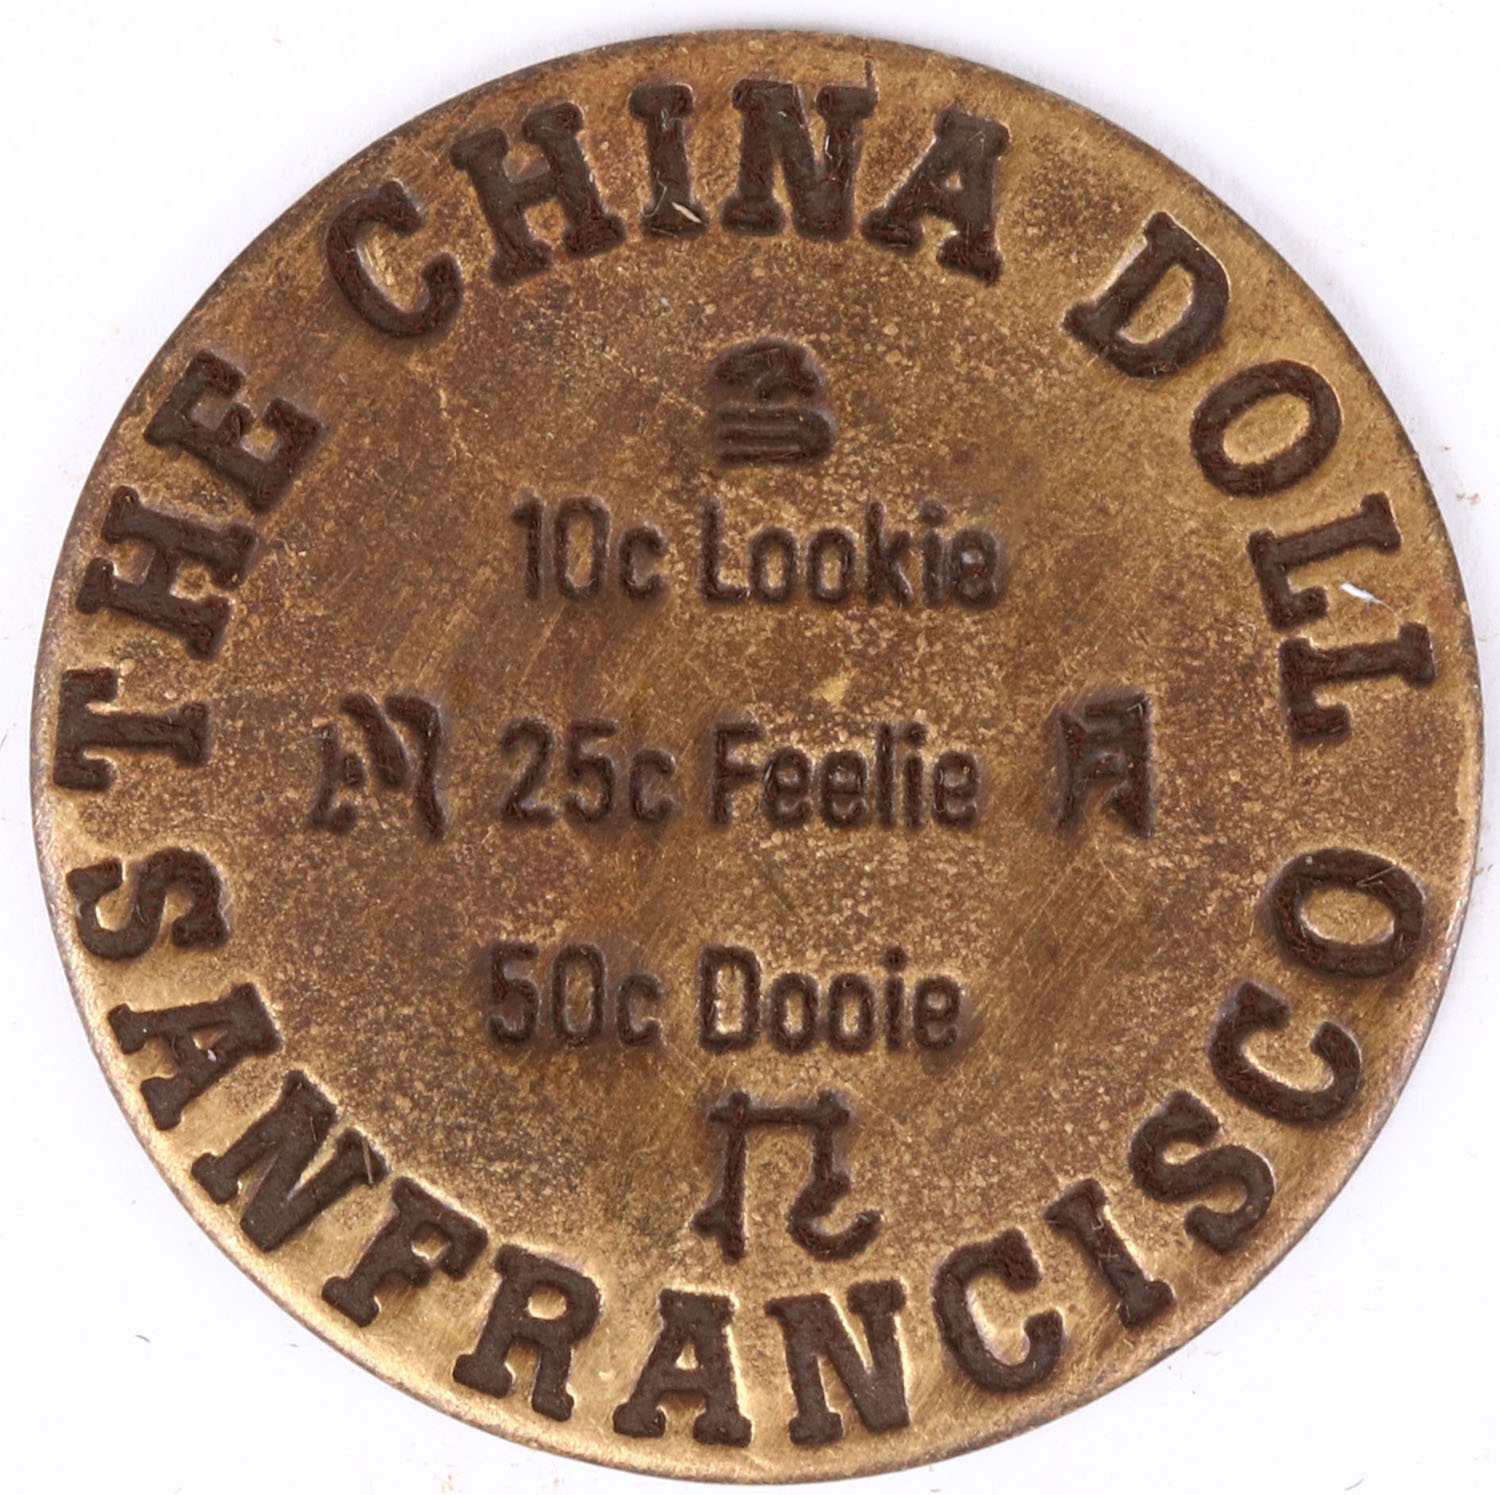 THE CHINA DOLL
10c Lookie
25c Feelie
50c Dooie
SAN FRANCISCO